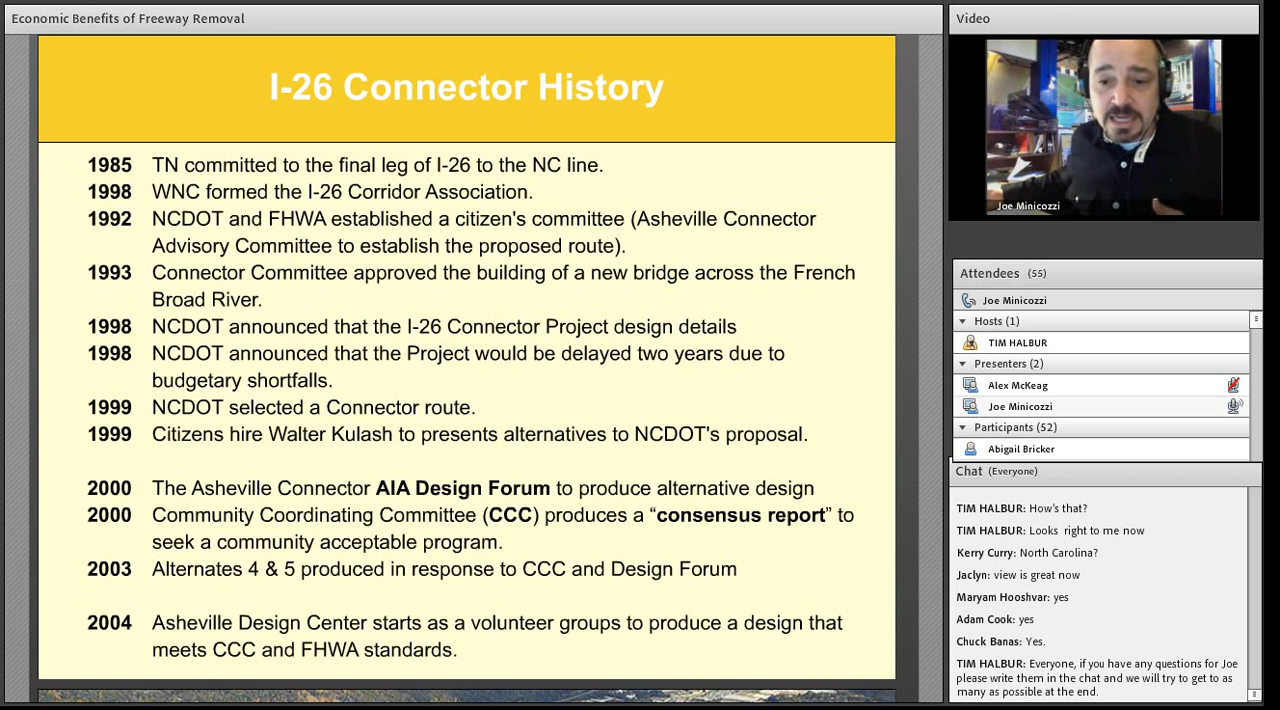 Economic Benefits of Freeway Removal
I-26 Connector History
1985 TN committed to the final leg of I-26 to the NC line.
1998 WNC formed the I-26 Corridor Association.
1992 NCDOT and FHWA established a citizen's committee (Asheville Connector
Advisory Committee to establish the proposed route).
1993 Connector Committee approved the building of a new bridge across the French
Broad River.
1998 NCDOT announced that the I-26 Connector Project design details
1998 NCDOT announced that the Project would be delayed two years due to
budgetary shortfalls.
1999 NCDOT selected a Connector route.
1999 Citizens hire Walter Kulash to presents alternatives to NCDOT's proposal.
2000 The Asheville Connector AIA Design Forum to produce alternative design
2000 Community Coordinating Committee (CCC) produces a “consensus report” to
seek a community acceptable program.
2003 Alternates 4 & 5 produced in response to CCC and Design Forum
2004 Asheville Design Center starts as a volunteer groups to produce a design that
meets CCC and FHWA standards.
Video
Joe Minicozzi
Attendees (55)
Joe Minicozzi
Hosts (1)
TIM HALBUR
Presenters (2)
Alex McKeag
Joe Minicozzi
Participants (52)
Abigail Bricker
Chat (Everyone)
TIM HALBUR: How's that?
TIM HALBUR: Looks right to me now
Kerry Curry: North Carolina?
Jaclyn: view is great now
Maryam Hooshvar: yes
Adam Cook: yes
Chuck Banas: Yes.
TIM HALBUR: Everyone, if you have any questions for Joe
please write them in the chat and we will try to get to as
many as possible at the end.